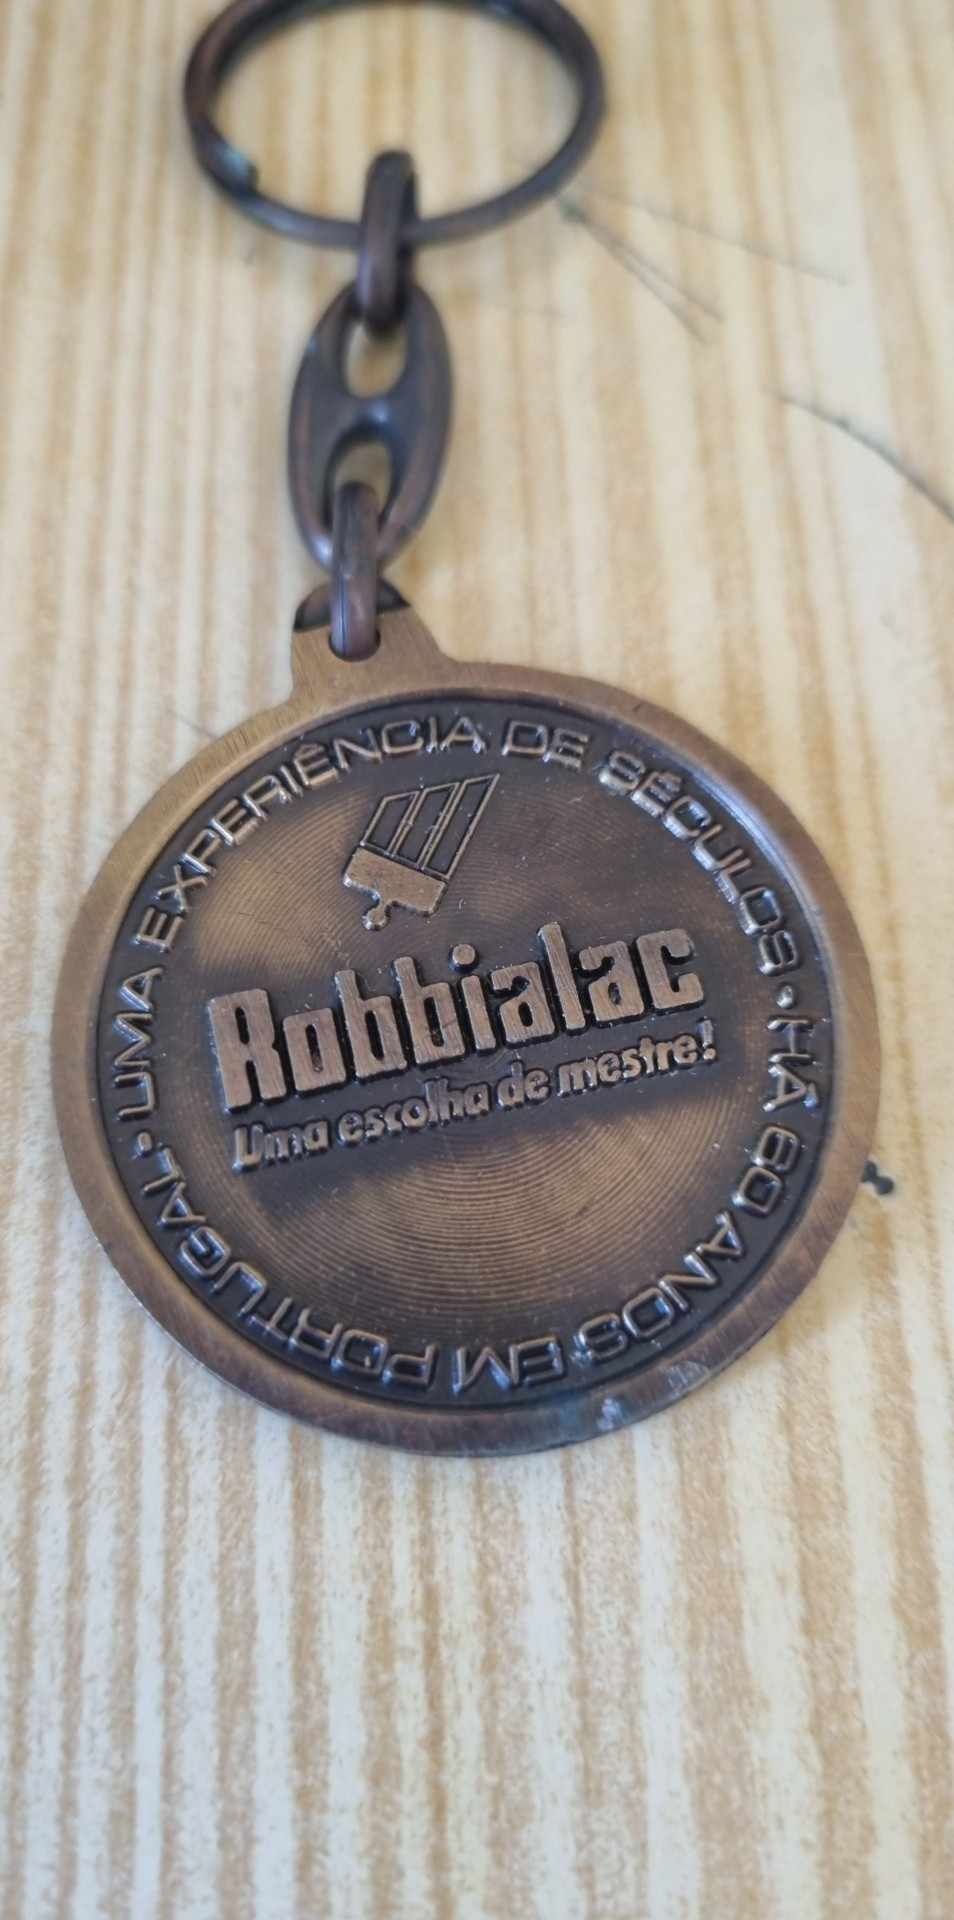 UMA EXPERIÊNCIA DE SÉCULOS · HÁ 60 ANOS EM PORTUGAL ·
Robbialac
Uma escolha de mestre!